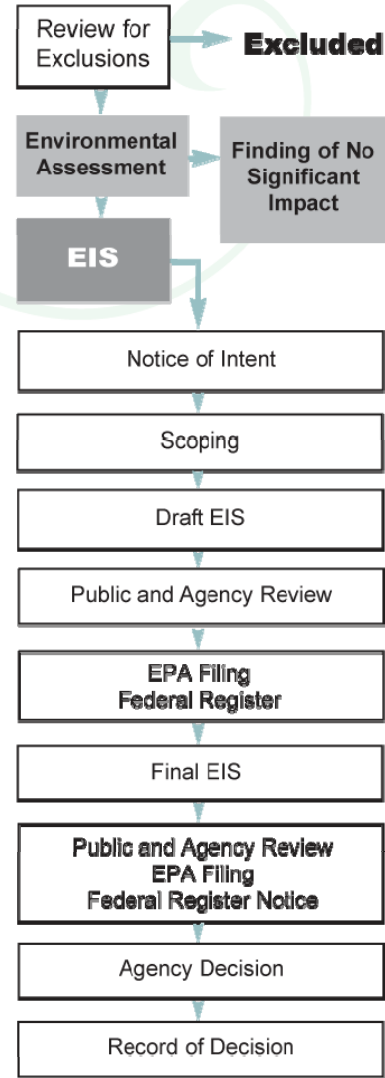 Review for
Exclusions
Excluded
Environmental
Assessment
Finding of No
Significant
Impact
EIS
Notice of Intent
Scoping
Draft EIS
Public and Agency Review
EPA Filing
Federal Register
Final EIS
Public and Agency Review
EPA Filing
Federal Register Notice
Agency Decision
Record of Decision